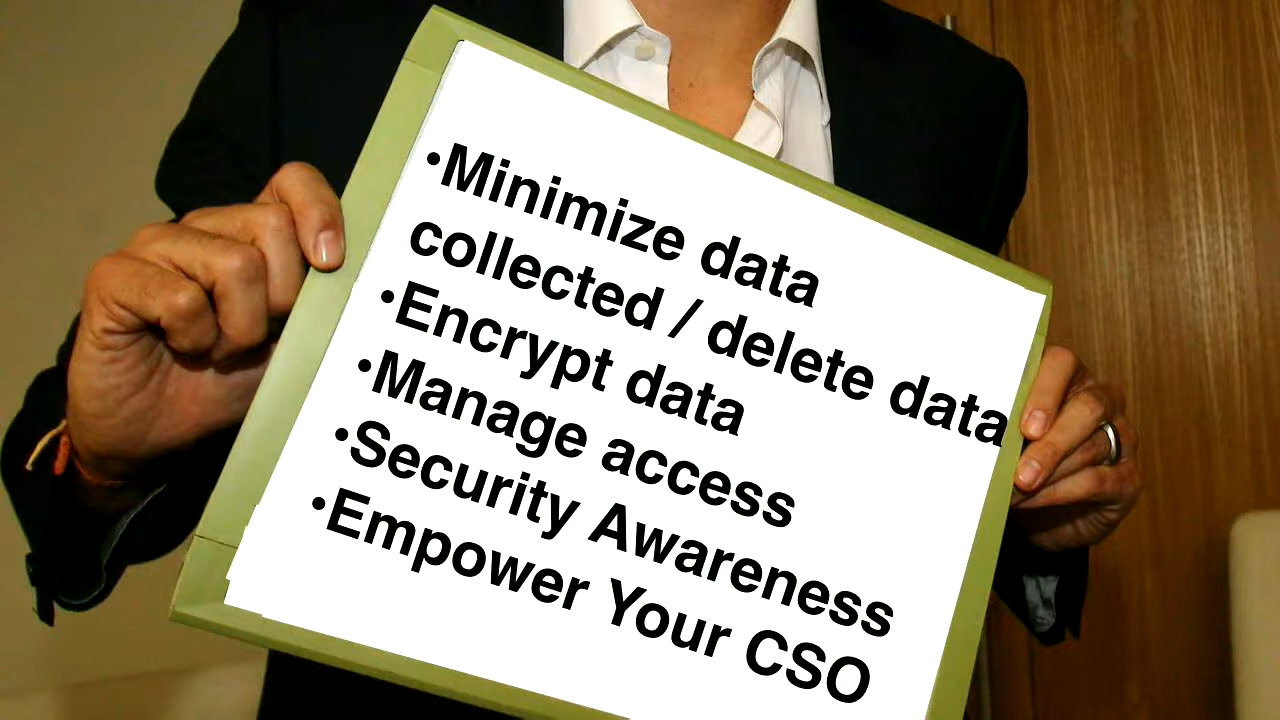 •Minimize data
collected / delete data
•Encrypt data
•Manage access
•Security Awareness
•Empower Your CSO